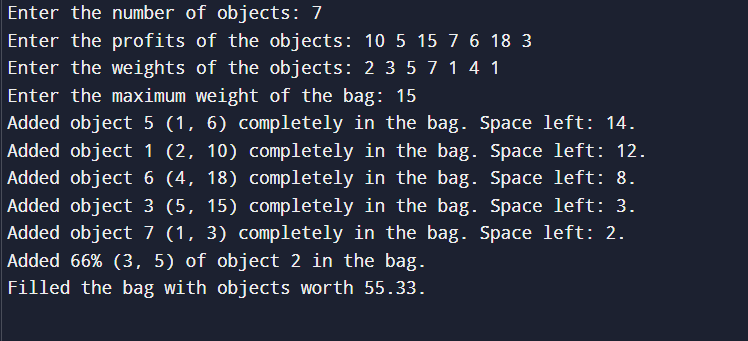 Enter the number of objects: 7
Enter the profits of the objects: 10 5 15 7 6 18 3
Enter the weights of the objects: 2 3 5 7 1 4 1
Enter the maximum weight of the bag: 15
Added object 5 (1, 6) completely in the bag. Space left: 14.
Added object 1 (2, 10) completely in the bag. Space left: 12.
Added object 6 (4, 18) completely in the bag. Space left: 8.
Added object 3 (5, 15) completely in the bag. Space left: 3.
Added object 7 (1, 3) completely in the bag. Space left: 2.
Added 66% (3, 5) of object 2 in the bag.
Filled the bag with objects worth 55.33.